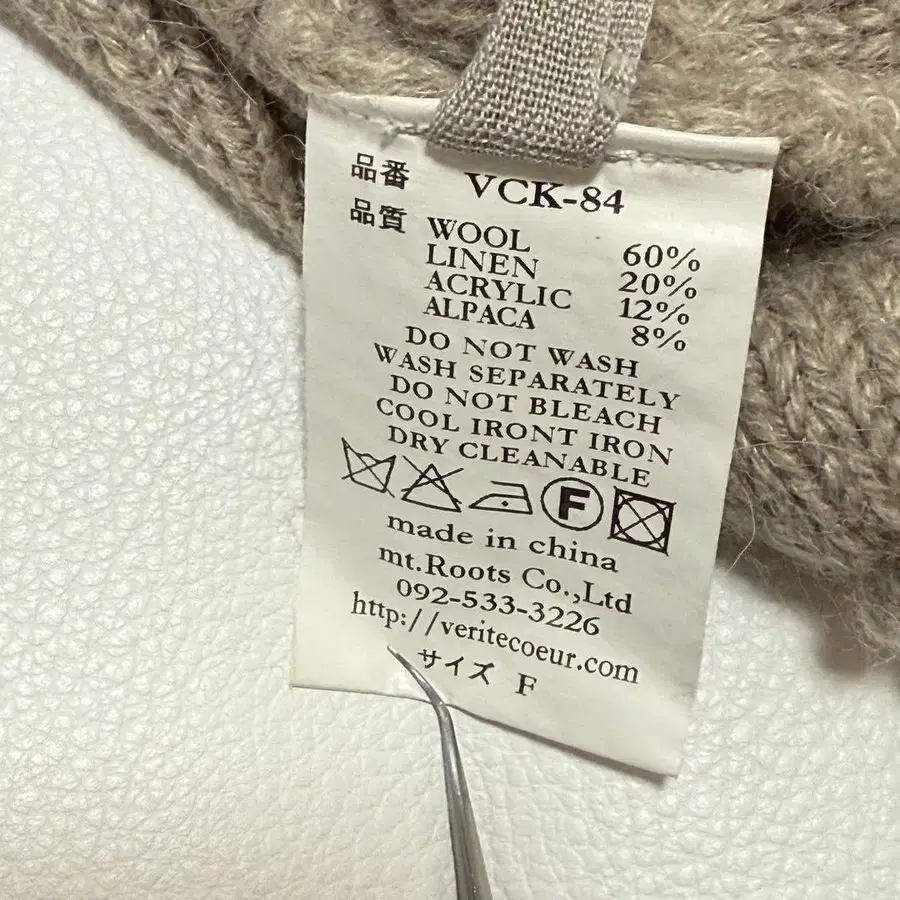 品番 VCK-84
品質 WOOL 60%
LINEN 20%
ACRYLIC 12%
ALPACA 8%
DO NOT WASH
WASH SEPARATELY
DO NOT BLEACH
COOL IRONT IRON
DRY CLEANABLE
F
made in china
mt.Roots Co.,Ltd
092-533-3226
http://veritecoeur.com
サイズ F